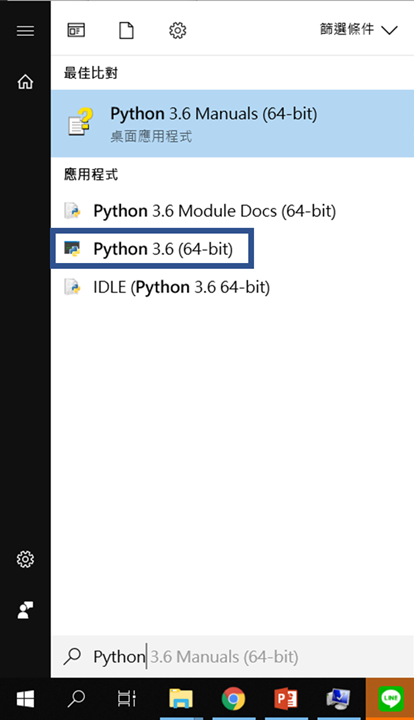 篩選條件
最佳比對
Python 3.6 Manuals (64-bit)
桌面應用程式
應用程式
Python 3.6 Module Docs (64-bit)
Python 3.6 (64-bit)
IDLE (Python 3.6 64-bit)
Python 3.6 Manuals (64-bit)
LINE